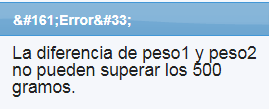 &#161;Error&#33;
La diferencia de peso1 y peso2
no pueden superar los 500
gramos.